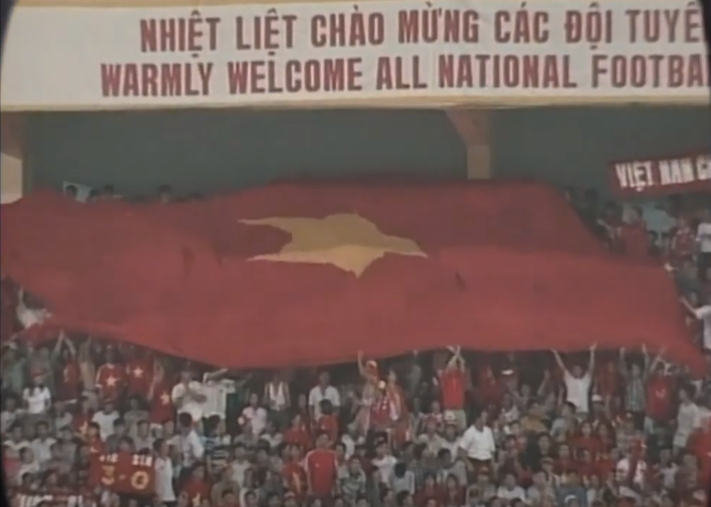 NHIỆT LIỆT CHÀO MỪNG CÁC ĐỘI TUYỂ
WARMLY WELCOME ALL NATIONAL FOOTBA
VIỆT NAM
3-0